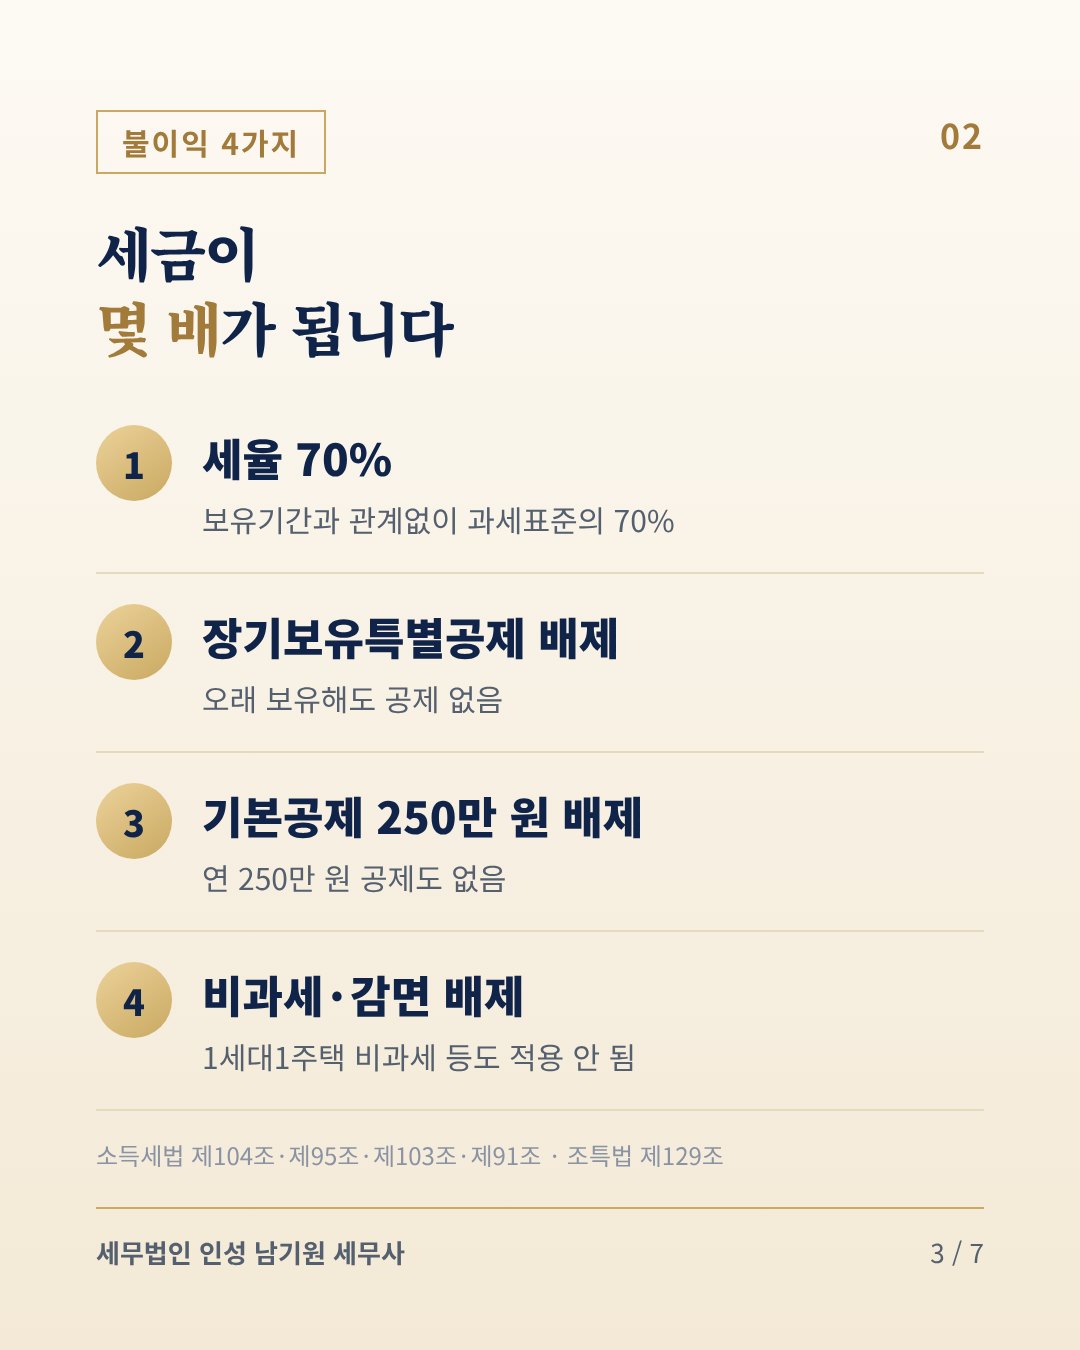 불이익 4가지
02
세금이
몇 배가 됩니다
1
세율 70%
보유기간과 관계없이 과세표준의 70%
2
장기보유특별공제 배제
오래 보유해도 공제 없음
3
기본공제 250만 원 배제
연 250만 원 공제도 없음
4
비과세·감면 배제
1세대1주택 비과세 등도 적용 안 됨
소득세법 제104조·제95조·제103조·제91조 · 조특법 제129조
세무법인 인성 남기원 세무사
3 / 7